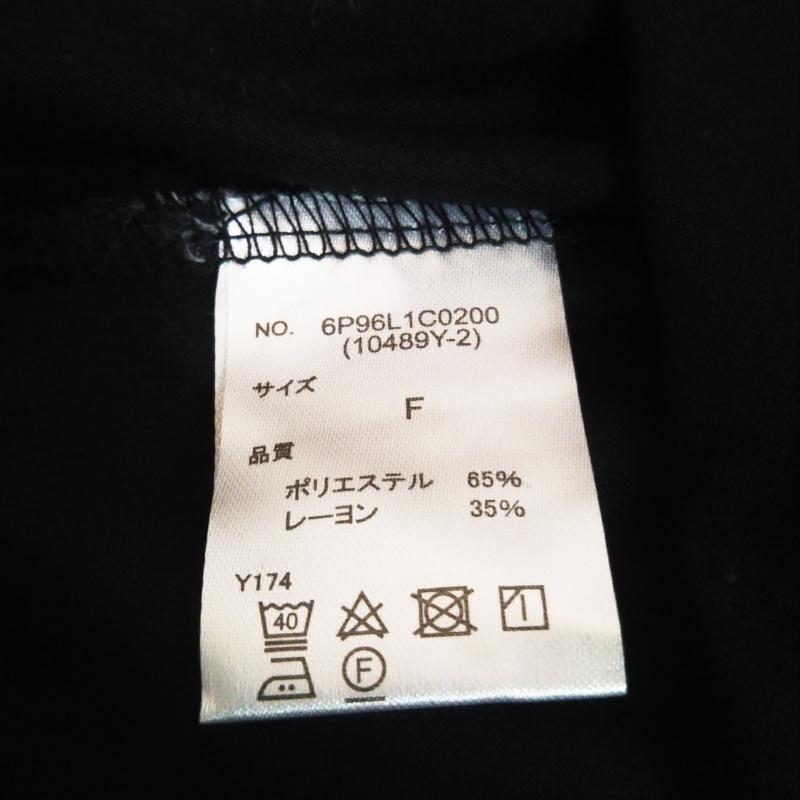 NO. 6P96L1C0200
(10489Y-2)
サイズ
F
品質
ポリエステル 65%
レーヨン 35%
Y174
40
F